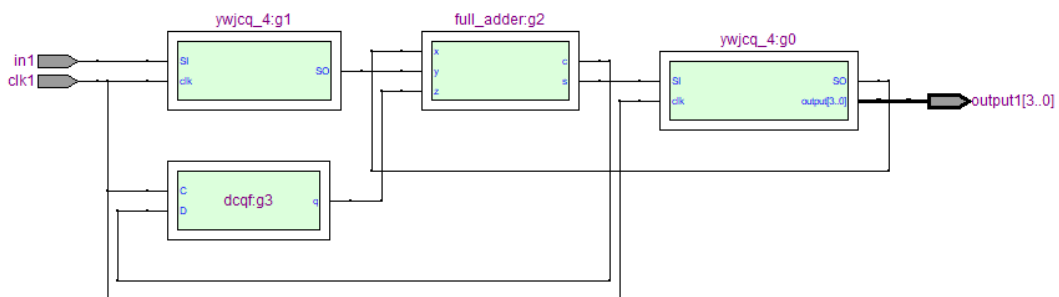 ywjcq_4:g1
full_adder:g2
ywjcq_4:g0
in1
clk1
SI
clk
SO
x
y
z
c
s
SI
clk
SO
output[3..0]
output1[3..0]
C
D
dcqf:g3
q